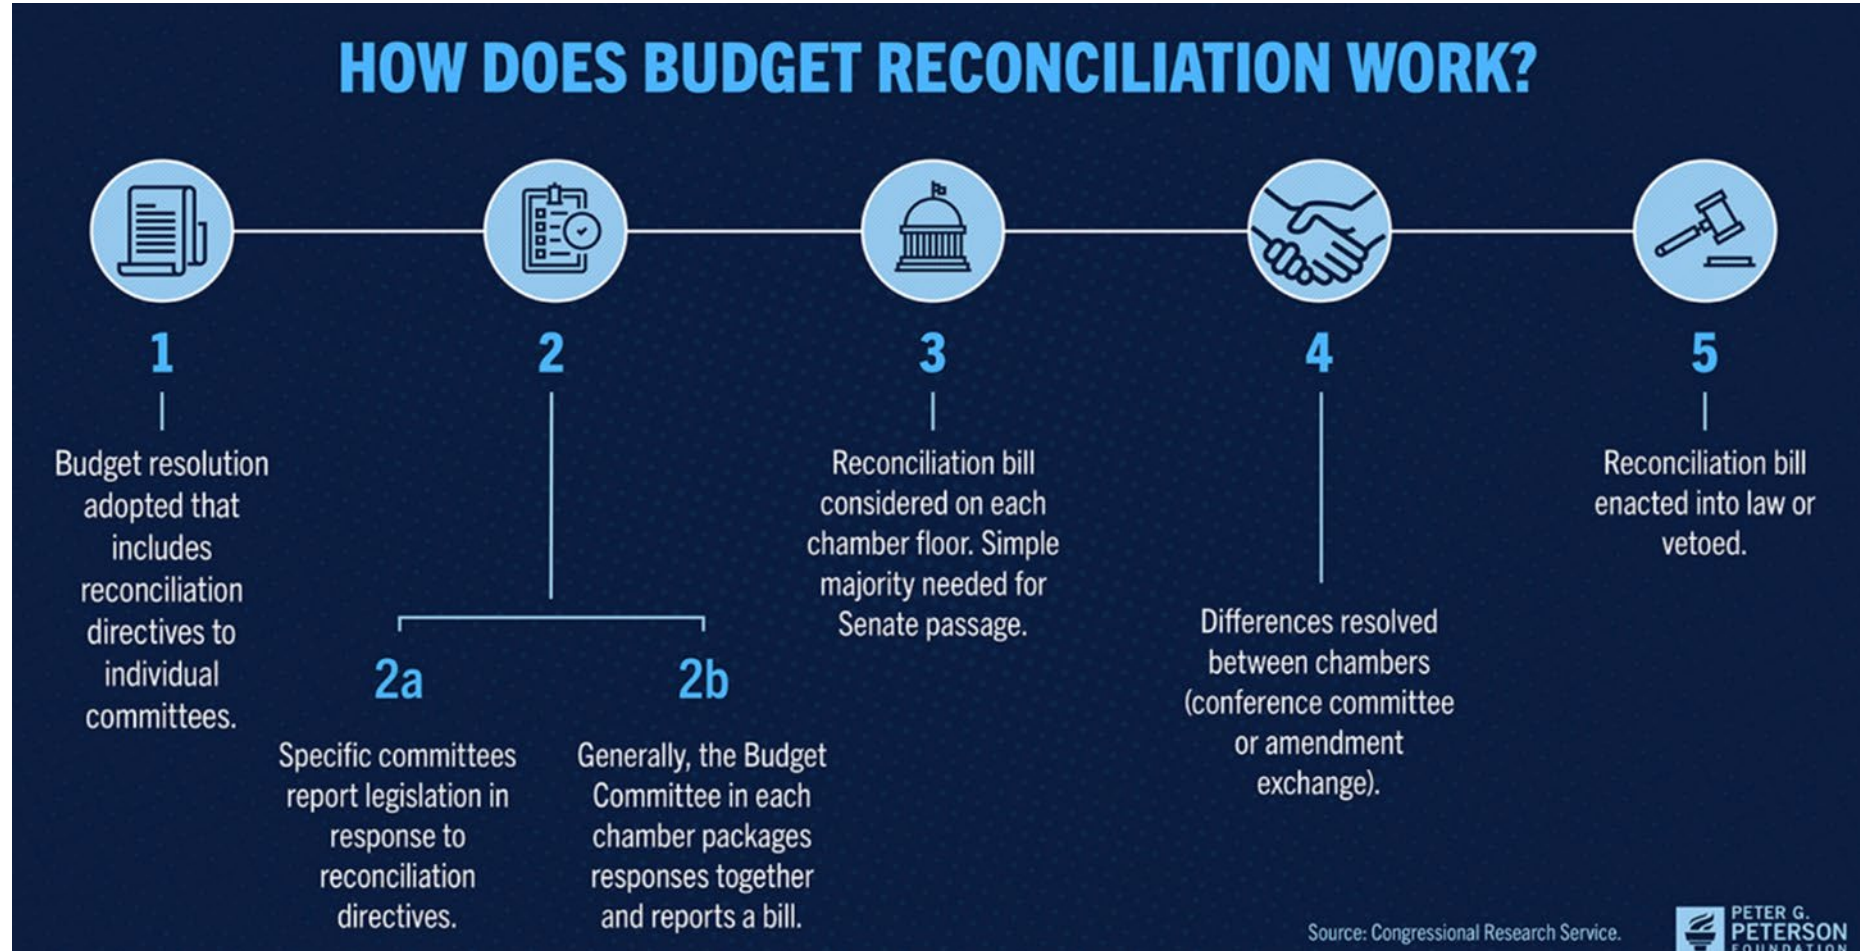 HOW DOES BUDGET RECONCILIATION WORK?
1
Budget resolution
adopted that
includes
reconciliation
directives to
individual
committees.
2
2a
Specific committees
report legislation in
response to
reconciliation
directives.
2b
Generally, the Budget
Committee in each
chamber packages
responses together
and reports a bill.
3
Reconciliation bill
considered on each
chamber floor. Simple
majority needed for
Senate passage.
4
Differences resolved
between chambers
(conference committee
or amendment
exchange).
5
Reconciliation bill
enacted into law or
vetoed.
Source: Congressional Research Service.
PETER G.
PETERSON
FOUNDATION